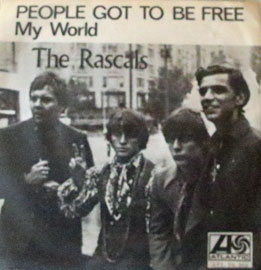 PEOPLE GOT TO BE FREE
My World
The Rascals
ATLANTIC